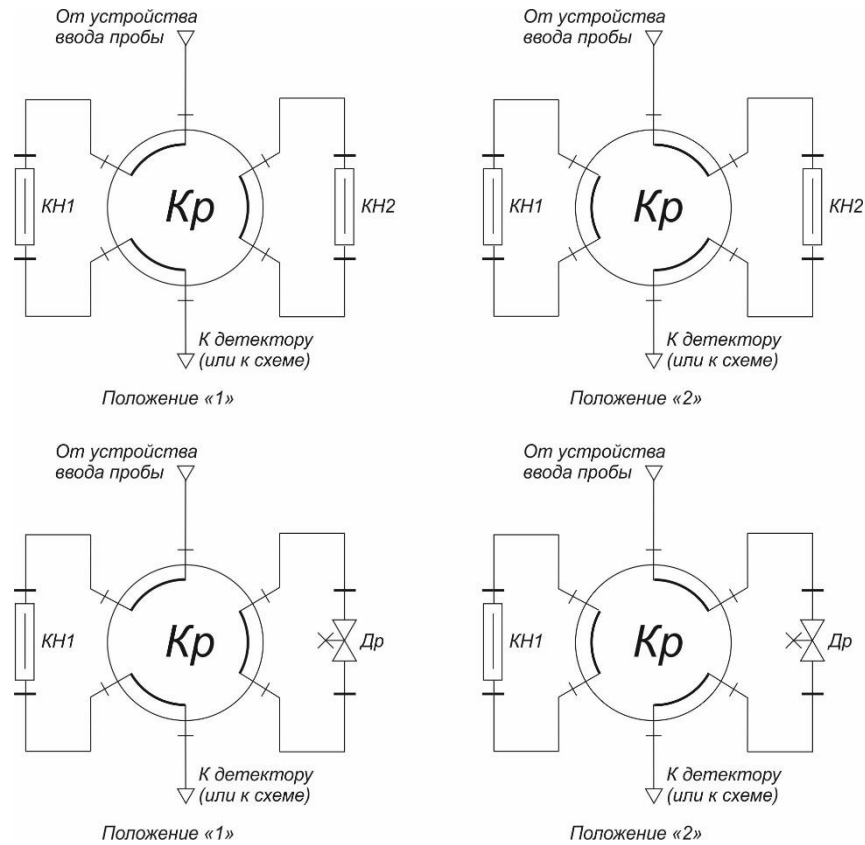 От устройства
ввода пробы
КН1
Кр
КН2
К детектору
(или к схеме)
Положение «1»
От устройства
ввода пробы
КН1
Кр
КН2
К детектору
(или к схеме)
Положение «2»
От устройства
ввода пробы
КН1
Кр
Др
К детектору
(или к схеме)
Положение «1»
От устройства
ввода пробы
КН1
Кр
Др
К детектору
(или к схеме)
Положение «2»